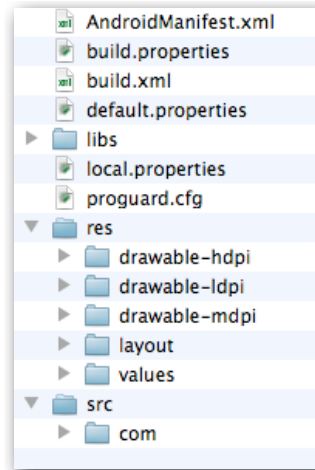 AndroidManifest.xml
build.properties
build.xml
default.properties
libs
local.properties
proguard.cfg
res
drawable-hdpi
drawable-ldpi
drawable-mdpi
layout
values
src
com